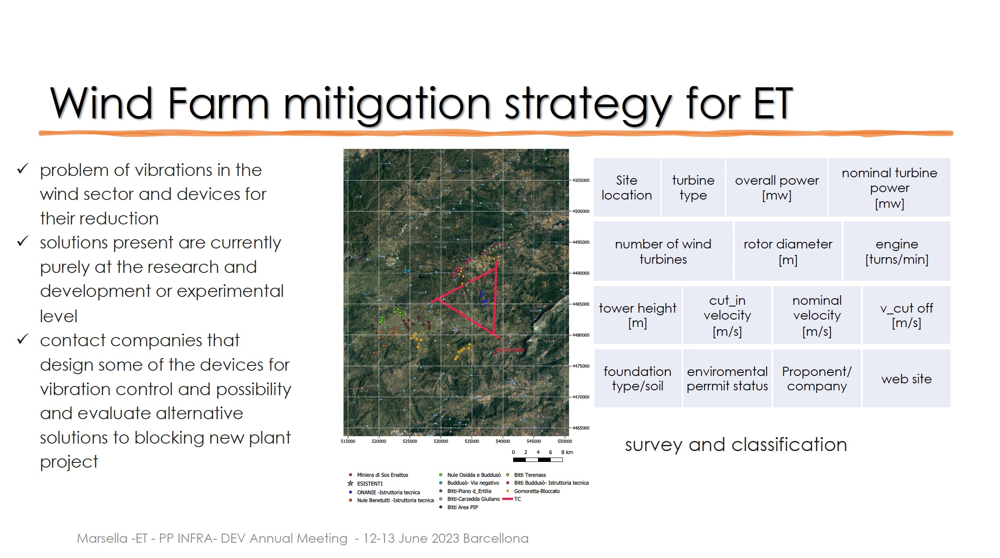 Wind Farm mitigation strategy for ET
✓ problem of vibrations in the
wind sector and devices for
their reduction
✓ solutions present are currently
purely at the research and
development or experimental
level
✓ contact companies that
design some of the devices for
vibration control and possibility
and evaluate alternative
solutions to blocking new plant
project
4505000
4500000
4495000
4490000
4485000
4480000
4475000
4470000
4465000
515000 520000 525000 530000 535000 540000 545000 550000
0 2 4 6 8 km
Miniera di Sos Enattos
ESISTENTI
ONANIE -Istruttoria tecnica
Nule Benetutti -Istruttoria tecnica
Nule Osidda e Buddusò
Buddusò- Via negativo
Bitti-Piano d_Ertilia
Bitti-Carzedda Giuliano
Bitti Area PIP
Bitti Terenass
Bitti Buddusò- Istruttoria tecnica
Gomoretta-Bloccato
TC
Site
location
turbine
type
overall power
[mw]
nominal turbine
power
[mw]
number of wind
turbines
rotor diameter
[m]
engine
[turns/min]
tower height
[m]
cut_in
velocity
[m/s]
nominal
velocity
[m/s]
v_cut off
[m/s]
foundation
type/soil
enviromental
perrmit status
Proponent/
company
web site
survey and classification
Marsella -ET - PP INFRA- DEV Annual Meeting - 12-13 June 2023 Barcellona